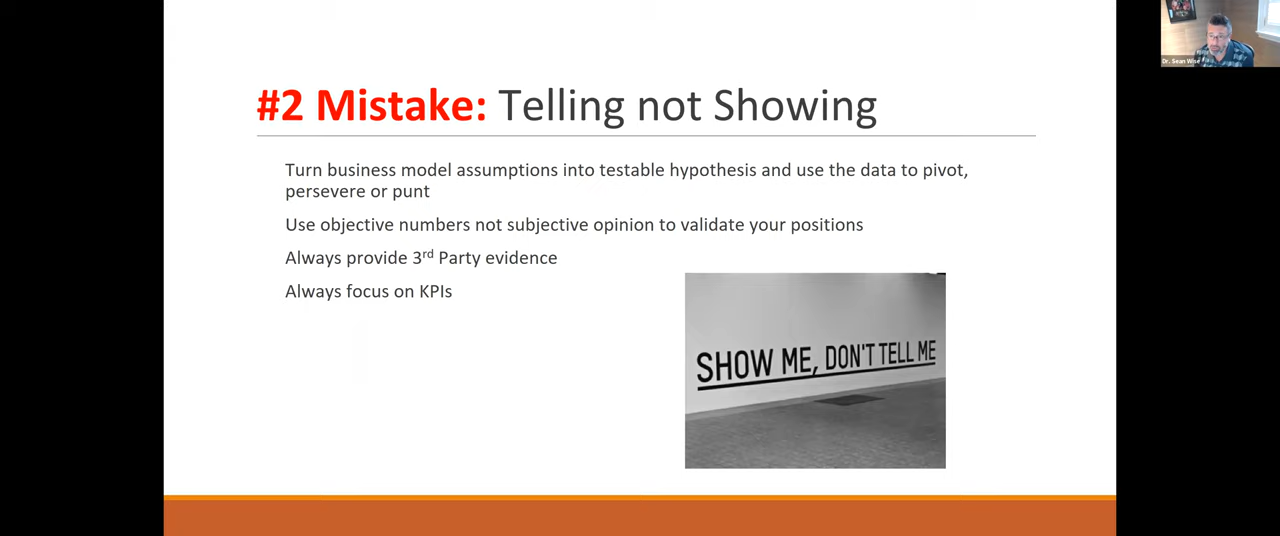 #2 Mistake: Telling not Showing
Turn business model assumptions into testable hypothesis and use the data to pivot,
persevere or punt
Use objective numbers not subjective opinion to validate your positions
Always provide 3rd Party evidence
Always focus on KPIs
SHOW ME, DON'T TELL ME
Dr. Sean Wise